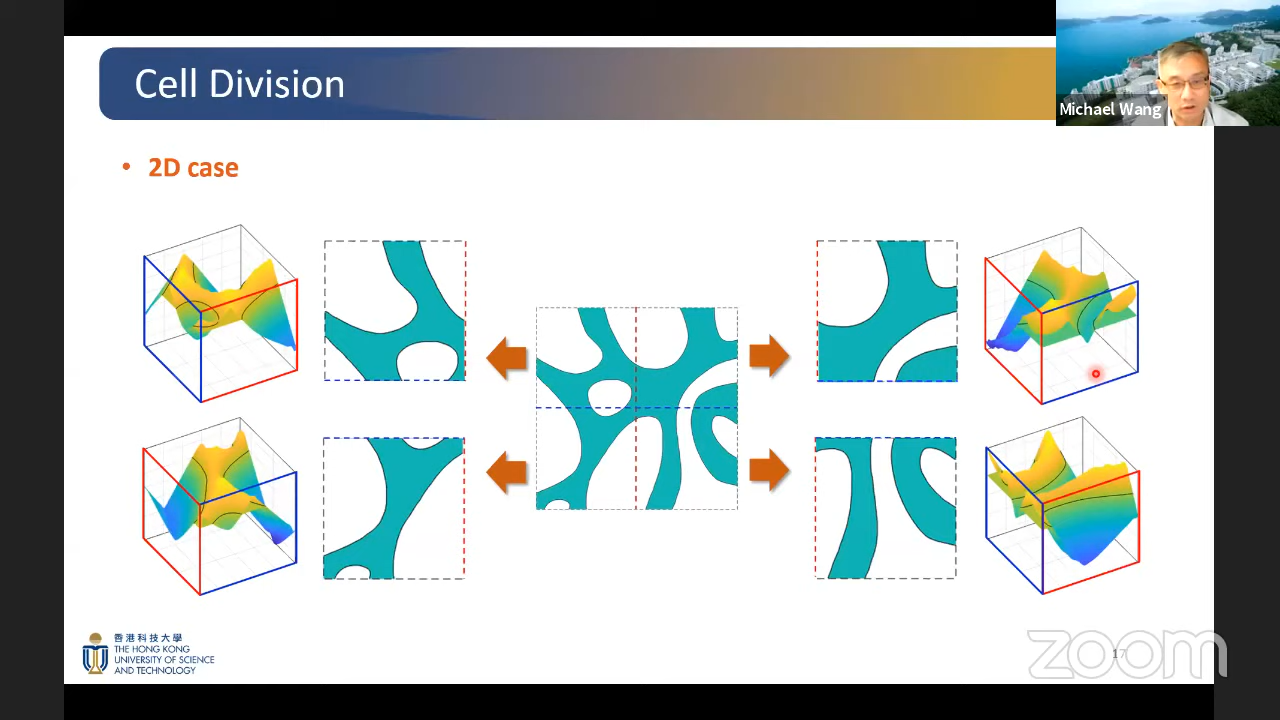 Cell Division
Michael Wang
• 2D case
香港科技大學
THE HONG KONG
UNIVERSITY OF SCIENCE
AND TECHNOLOGY
17
zoom